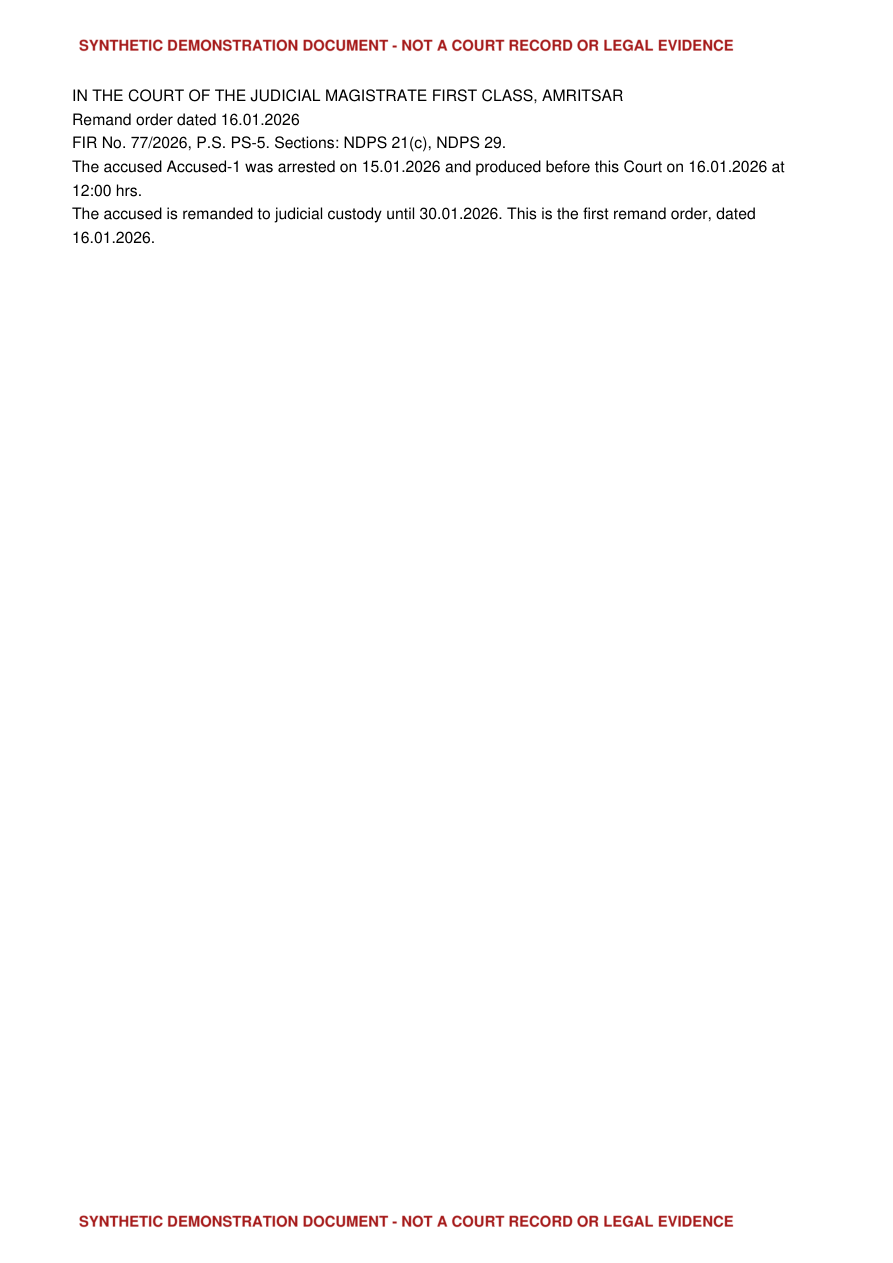 SYNTHETIC DEMONSTRATION DOCUMENT - NOT A COURT RECORD OR LEGAL EVIDENCE
IN THE COURT OF THE JUDICIAL MAGISTRATE FIRST CLASS, AMRITSAR
Remand order dated 16.01.2026
FIR No. 77/2026, P.S. PS-5. Sections: NDPS 21(c), NDPS 29.
The accused Accused-1 was arrested on 15.01.2026 and produced before this Court on 16.01.2026 at
12:00 hrs.
The accused is remanded to judicial custody until 30.01.2026. This is the first remand order, dated
16.01.2026.
SYNTHETIC DEMONSTRATION DOCUMENT - NOT A COURT RECORD OR LEGAL EVIDENCE